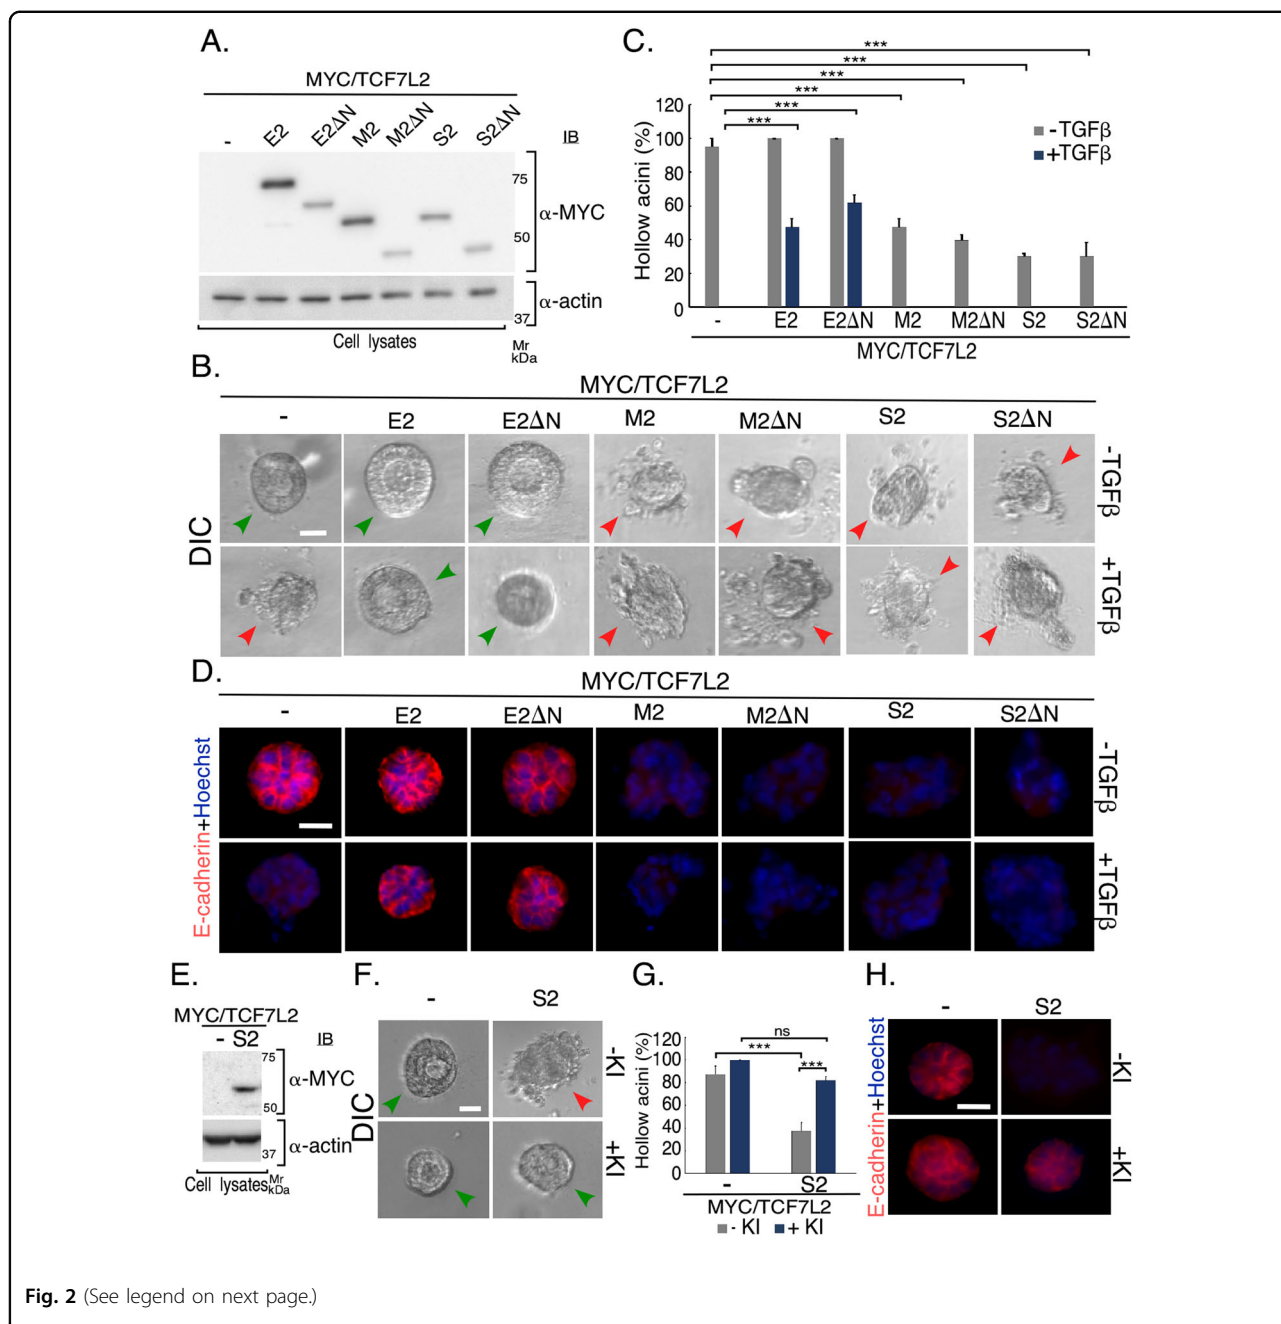 A.
MYC/TCF7L2
- E2 E2ΔN M2 M2ΔN S2 S2ΔN IB
75
α-MYC
50
α-actin
37
Cell lysates
Mr
kDa
C.
*** 
***
***
***
***
***
Hollow acini (%)
120
100
80
60
40
20
0
-TGFβ
+TGFβ
- E2 E2ΔN M2 M2ΔN S2 S2ΔN
MYC/TCF7L2
B.
MYC/TCF7L2
- E2 E2ΔN M2 M2ΔN S2 S2ΔN
DIC
-TGFβ
+TGFβ
D.
MYC/TCF7L2
- E2 E2ΔN M2 M2ΔN S2 S2ΔN
E-cadherin+Hoechst
-TGFβ
+TGFβ
E.
MYC/TCF7L2
- S2 IB
75
α-MYC
50
α-actin
37
Cell lysates
Mr
kDa
F.
- S2
DIC
-KI
+KI
G.
ns
***
***
Hollow acini (%)
100
80
60
40
20
0
- S2
MYC/TCF7L2
- KI + KI
H.
- S2
E-cadherin+Hoechst
-KI
+KI
Fig. 2 (See legend on next page.)